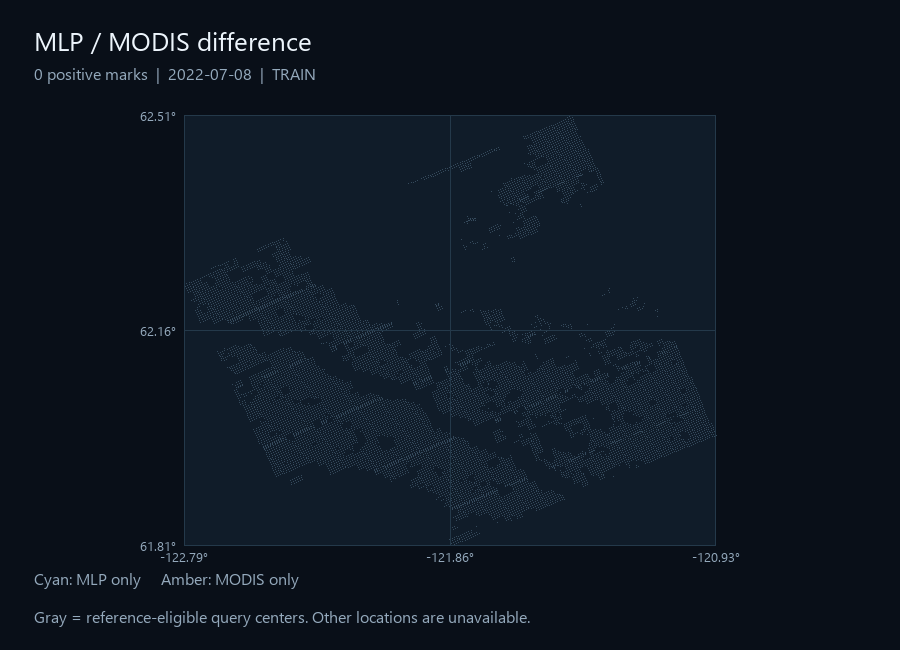 MLP / MODIS difference
0 positive marks | 2022-07-08 | TRAIN
62.51°
62.16°
61.81°
-122.79°
-121.86°
-120.93°
Cyan: MLP only Amber: MODIS only
Gray = reference-eligible query centers. Other locations are unavailable.